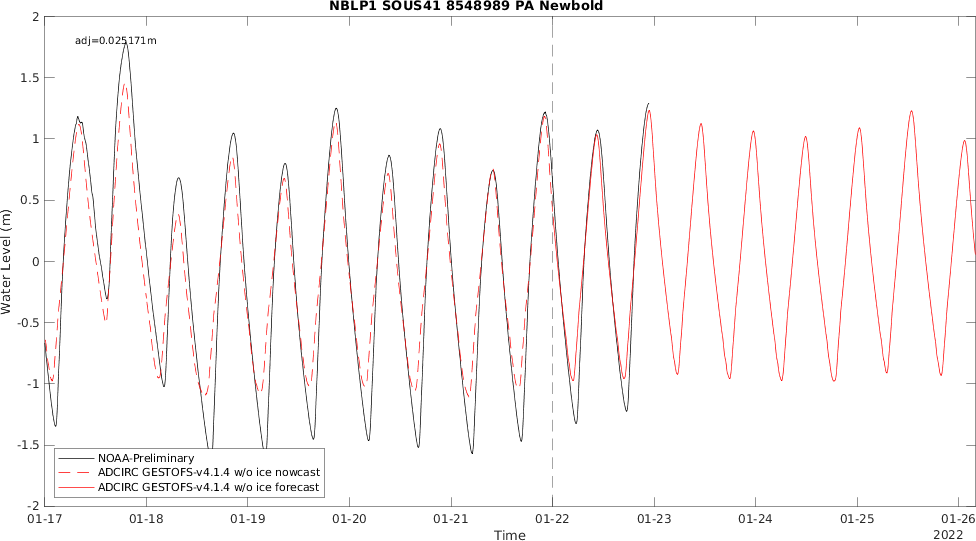 NBLP1 SOUS41 8548989 PA Newbold
adj=0.025171m
2
1.5
1
0.5
0
-0.5
-1
-1.5
-2
Water Level (m)
NOAA-Preliminary
ADCIRC GESTOFS-v4.1.4 w/o ice nowcast
ADCIRC GESTOFS-v4.1.4 w/o ice forecast
01-17 01-18 01-19 01-20 01-21 01-22 01-23 01-24 01-25 01-26
Time
2022